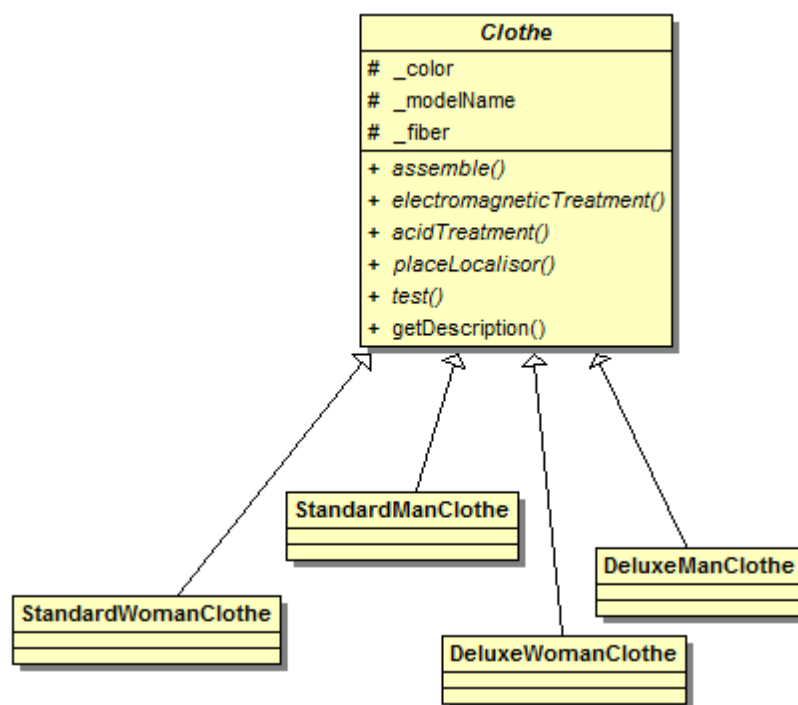 Clothe
# _color
# _modelName
# _fiber
+ assemble()
+ electromagneticTreatment()
+ acidTreatment()
+ placeLocalisor()
+ test()
+ getDescription()
StandardManClothe
DeluxeManClothe
StandardWomanClothe
DeluxeWomanClothe